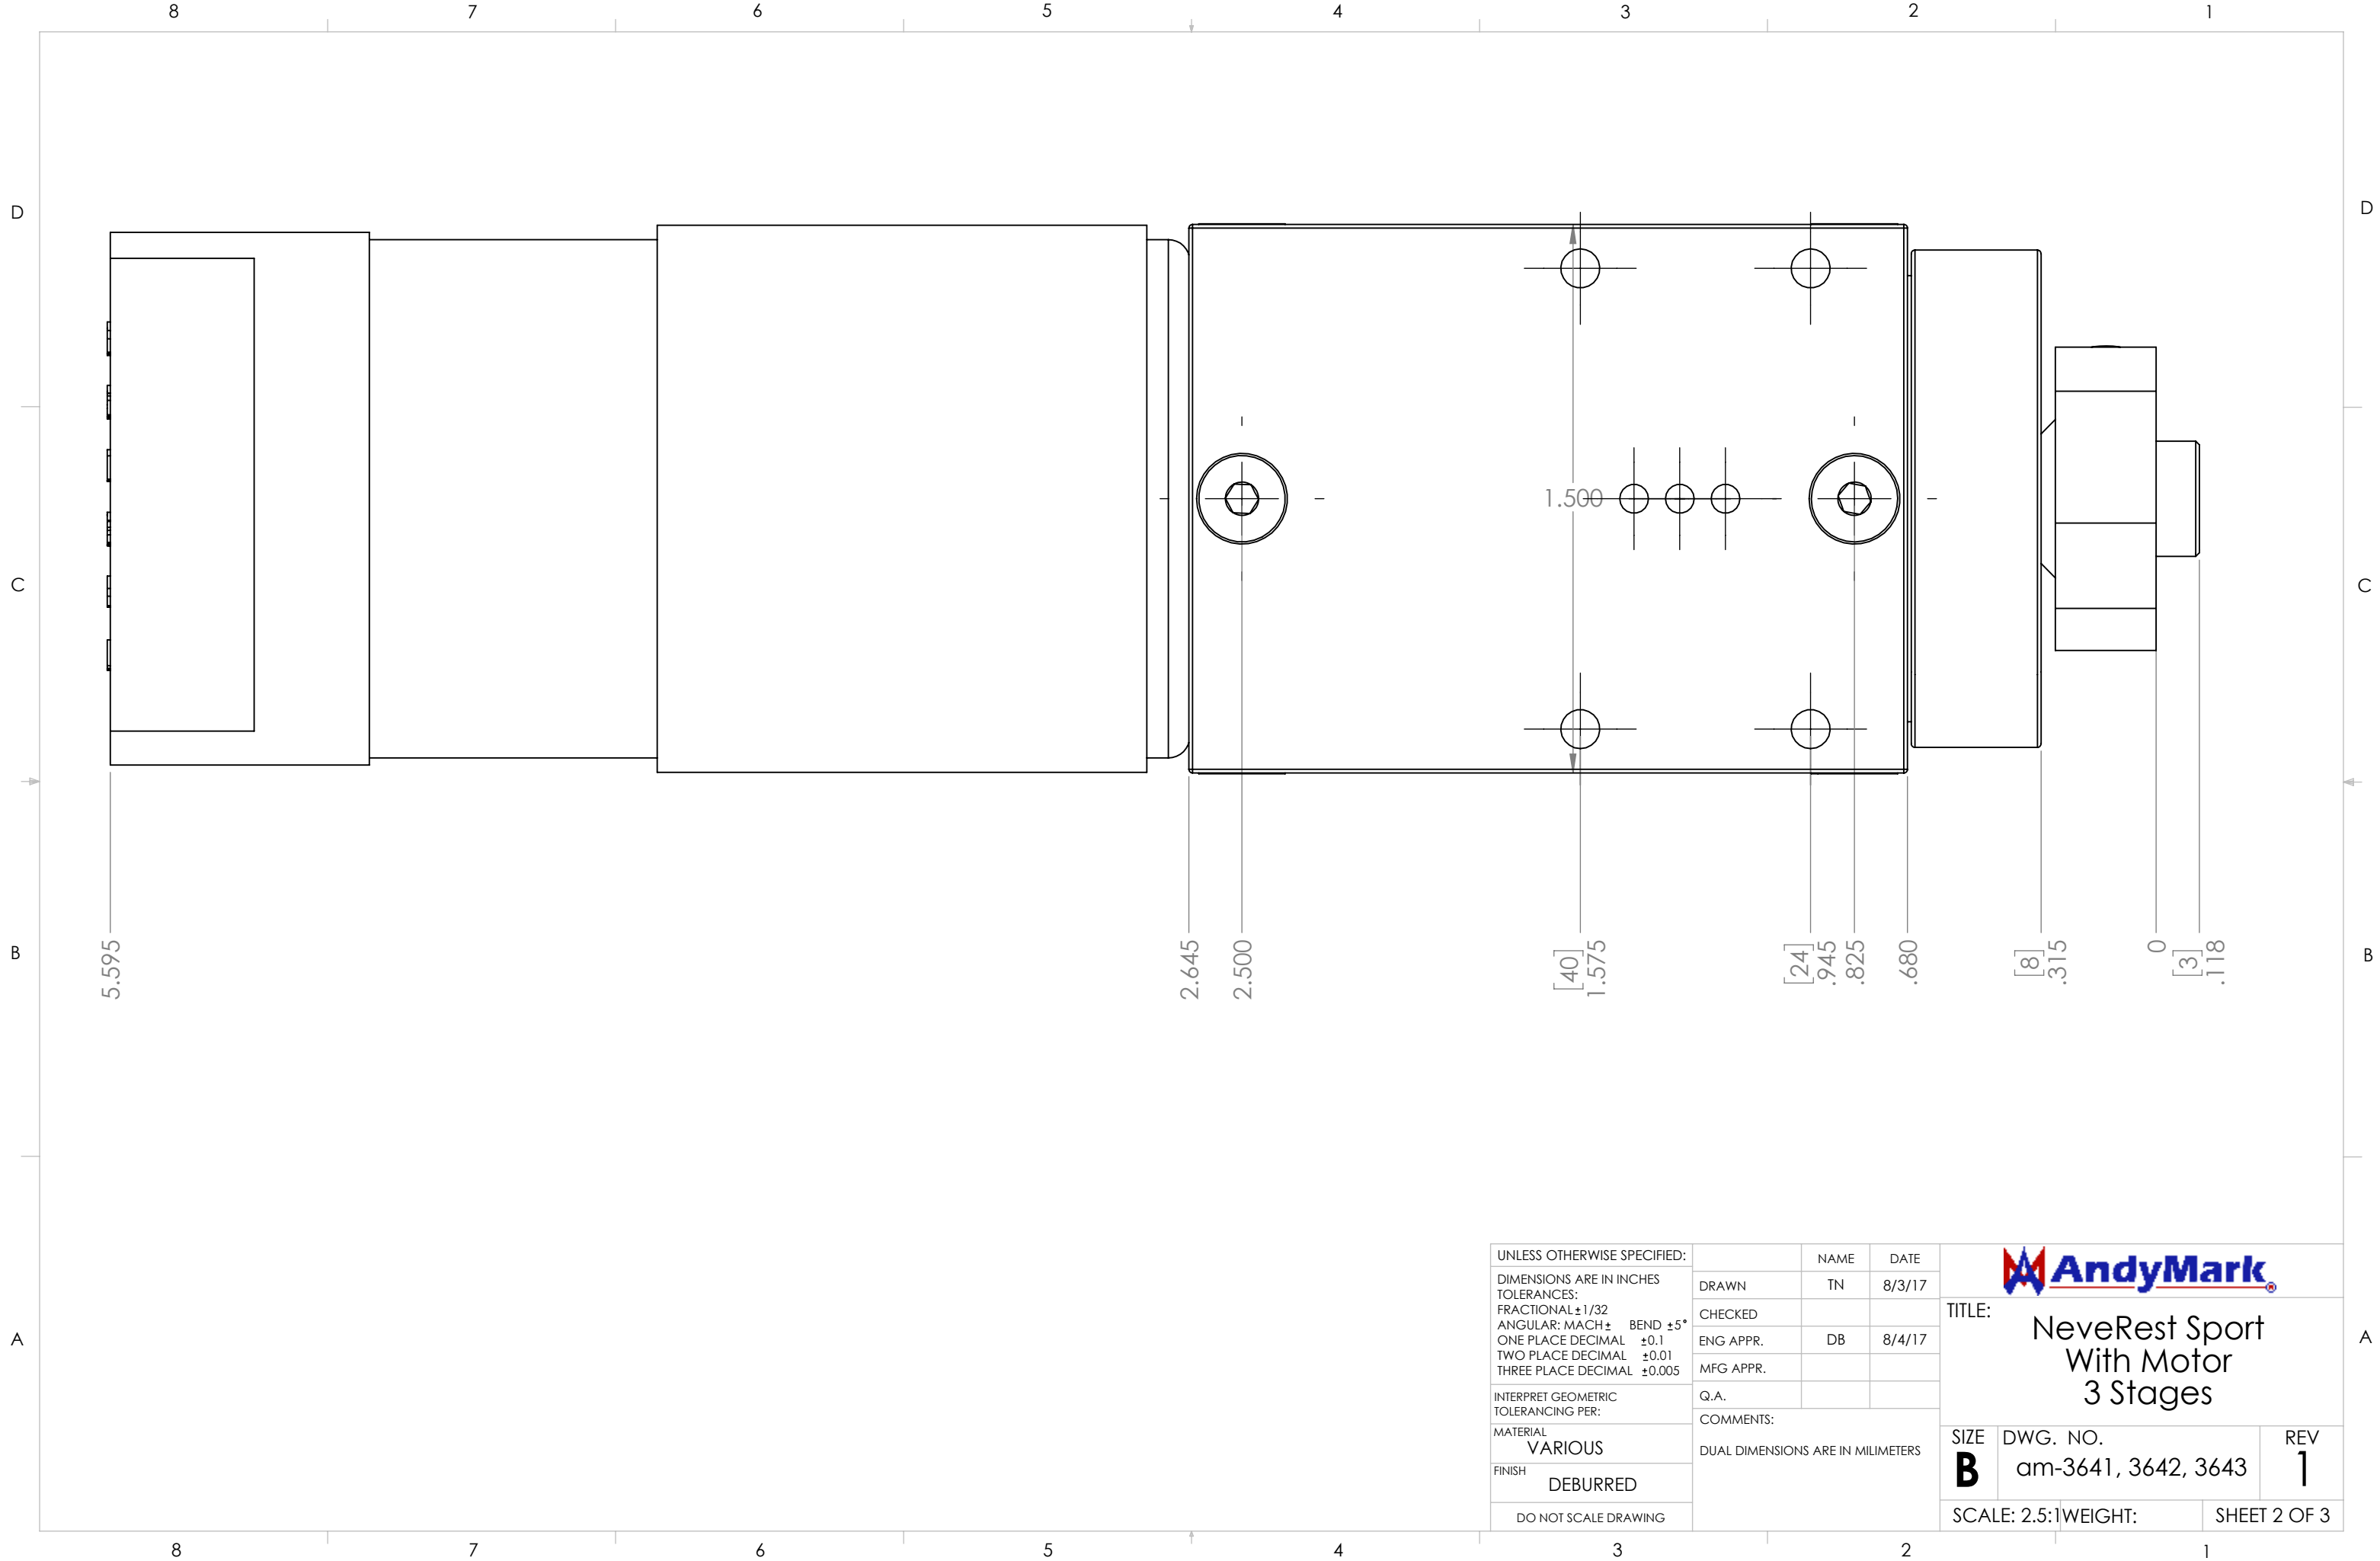 8 7 6 5 4 3 2 1
D D
1.500
C C
B B
5.595
2.645
2.500
[40]
1.575
[24]
.945
.825
.680
[8]
.315
0
[3]
.118
UNLESS OTHERWISE SPECIFIED:
DIMENSIONS ARE IN INCHES
TOLERANCES:
FRACTIONAL ±1/32
ANGULAR: MACH± BEND ±5°
ONE PLACE DECIMAL ±0.1
TWO PLACE DECIMAL ±0.01
THREE PLACE DECIMAL ±0.005
INTERPRET GEOMETRIC
TOLERANCING PER:
MATERIAL
VARIOUS
FINISH
DEBURRED
DO NOT SCALE DRAWING
NAME DATE
DRAWN TN 8/3/17
CHECKED
ENG APPR. DB 8/4/17
MFG APPR.
Q.A.
COMMENTS:
DUAL DIMENSIONS ARE IN MILIMETERS
AndyMark®
TITLE:
NeveRest Sport
With Motor
3 Stages
SIZE
B
DWG. NO.
am-3641, 3642, 3643
REV
1
SCALE: 2.5:1 WEIGHT: SHEET 2 OF 3
A A
8 7 6 5 4 3 2 1